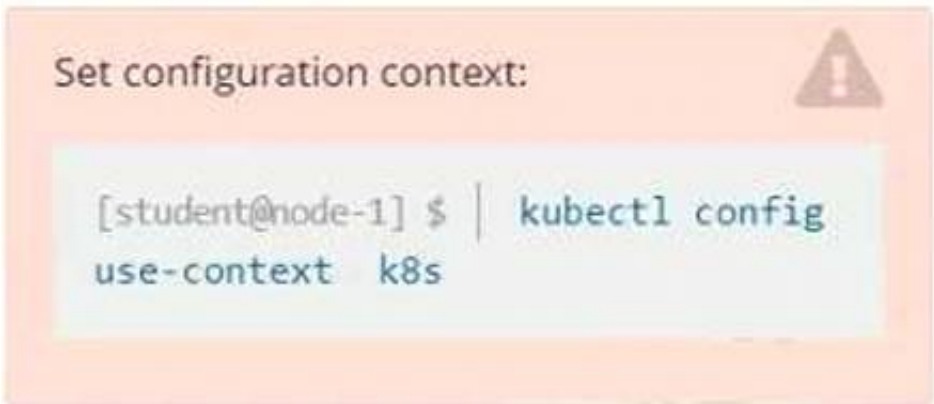 Set configuration context:
[student@node-1] $ | kubectl config
use-context k8s